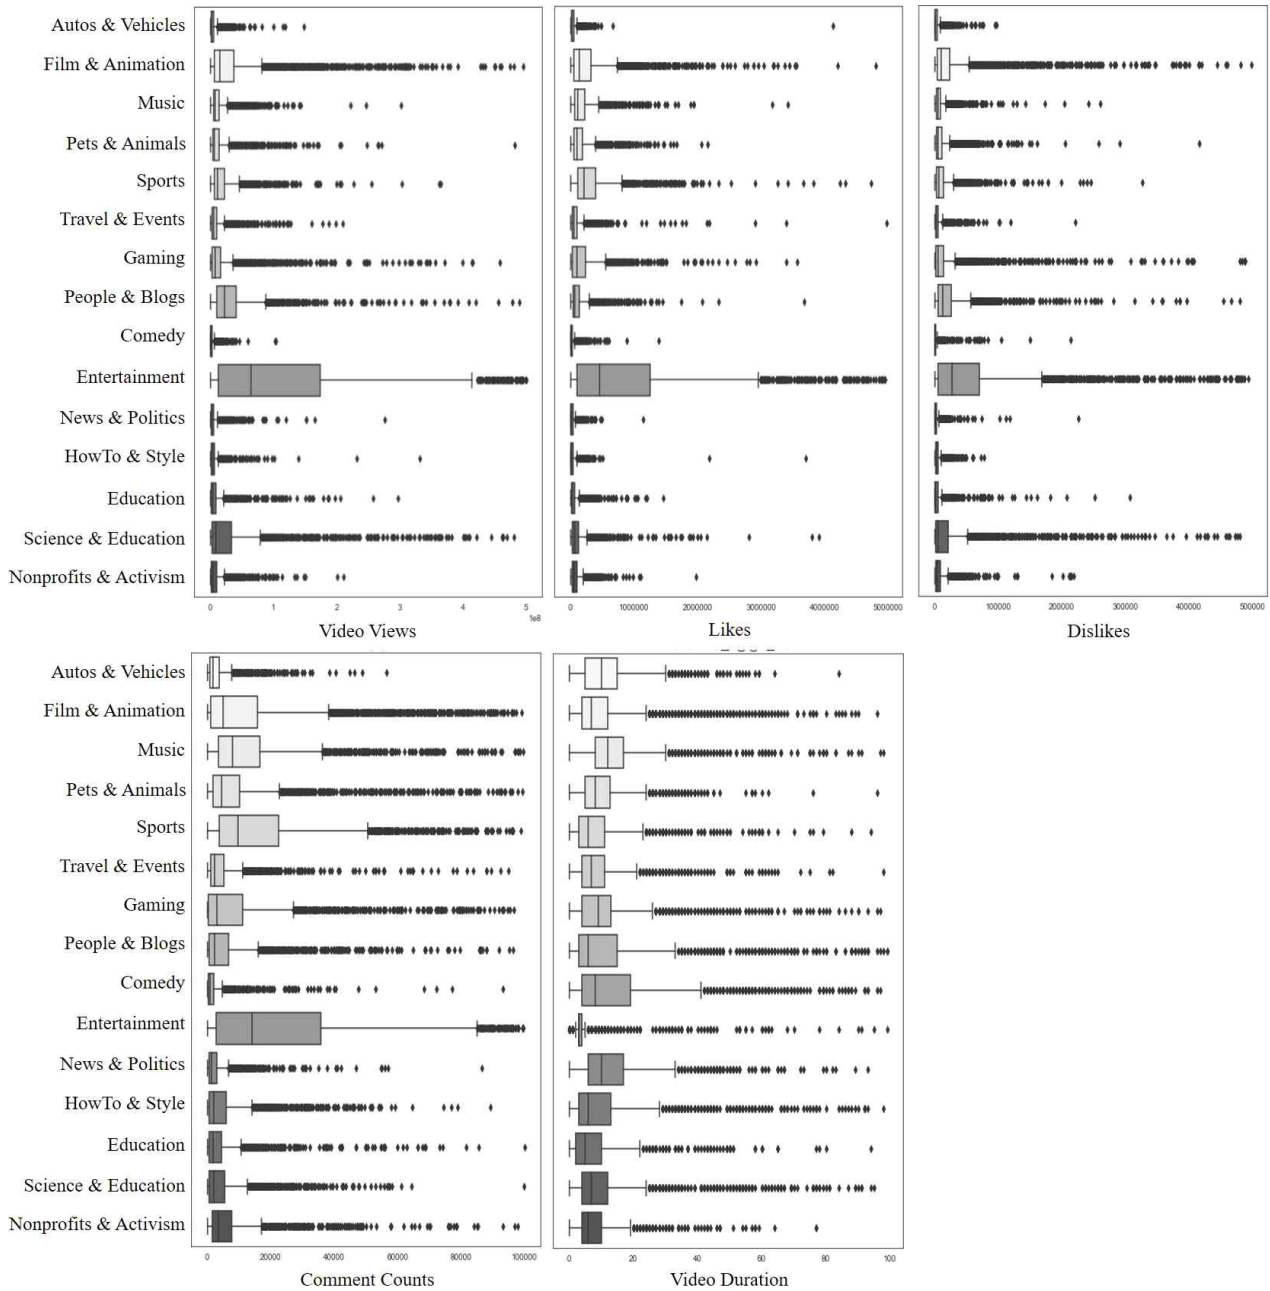 Autos & Vehicles
Film & Animation
Music
Pets & Animals
Sports
Travel & Events
Gaming
People & Blogs
Comedy
Entertainment
News & Politics
HowTo & Style
Education
Science & Education
Nonprofits & Activism
0 1 2 3 4 5
1e8
Video Views
0 1000000 2000000 3000000 4000000 5000000
Likes
0 100000 200000 300000 400000 500000
Dislikes
Autos & Vehicles
Film & Animation
Music
Pets & Animals
Sports
Travel & Events
Gaming
People & Blogs
Comedy
Entertainment
News & Politics
HowTo & Style
Education
Science & Education
Nonprofits & Activism
0 20000 40000 60000 80000 100000
Comment Counts
0 20 40 60 80 100
Video Duration